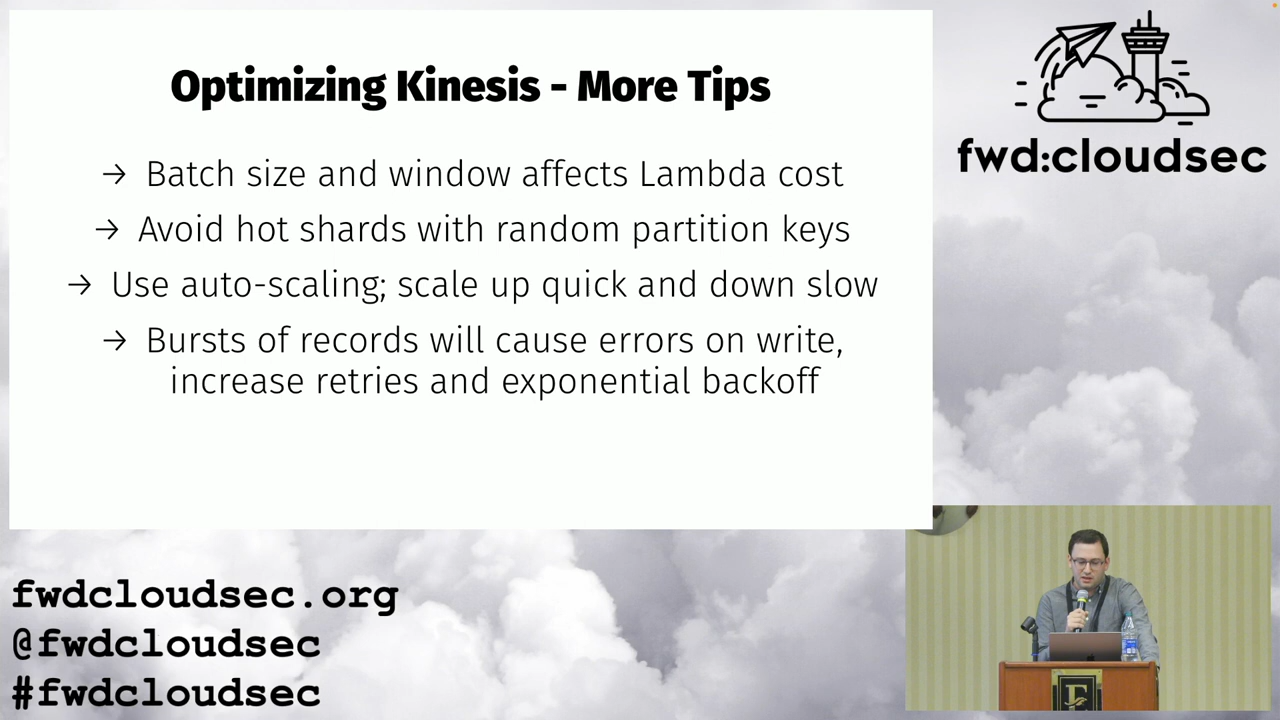 Optimizing Kinesis - More Tips
→ Batch size and window affects Lambda cost
→ Avoid hot shards with random partition keys
→ Use auto-scaling; scale up quick and down slow
→ Bursts of records will cause errors on write,
increase retries and exponential backoff
fwd:cloudsec
fwdcloudsec.org
@fwdcloudsec
#fwdcloudsec